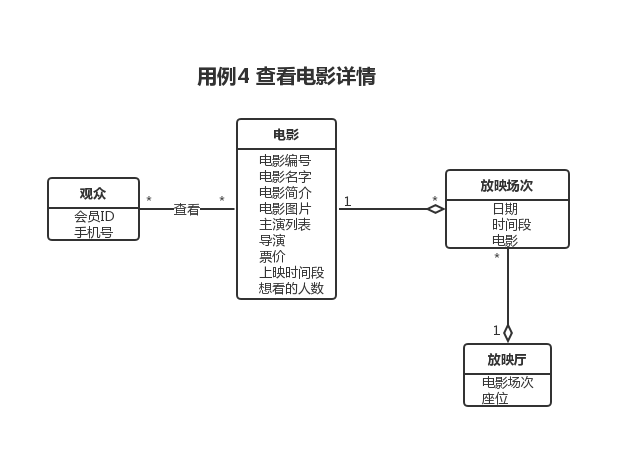 用例4 查看电影详情
观众
会员ID
手机号
*
查看
*
电影
电影编号
电影名字
电影简介
电影图片
主演列表
导演
票价
上映时间段
想看的人数
1
*
放映场次
日期
时间段
电影
*
1
放映厅
电影场次
座位